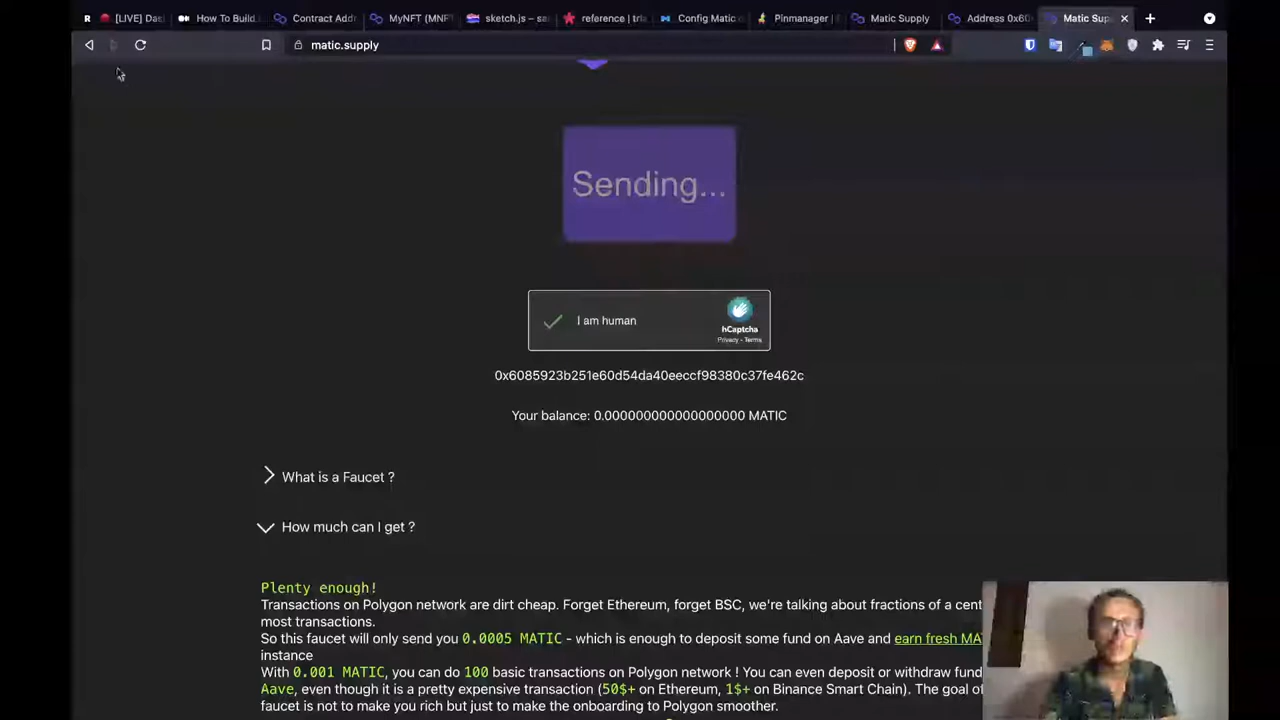 [LIVE] Das
How To Build
Contract Addr
MyNFT (MNF
sketch.js – sa
reference | tria
Config Matic
Pinmanager
Matic Supply
Address 0x60
Matic Sup
matic.supply
Sending...
I am human
hCaptcha
Privacy - Terms
0x6085923b251e60d54da40eeccf98380c37fe462c
Your balance: 0.000000000000000000 MATIC
What is a Faucet ?
How much can I get ?
Plenty enough!
Transactions on Polygon network are dirt cheap. Forget Ethereum, forget BSC, we're talking about fractions of a cent
most transactions.
So this faucet will only send you 0.0005 MATIC - which is enough to deposit some fund on Aave and earn fresh MA
instance
With 0.001 MATIC, you can do 100 basic transactions on Polygon network ! You can even deposit or withdraw fund
Aave, even though it is a pretty expensive transaction (50$+ on Ethereum, 1$+ on Binance Smart Chain). The goal of
faucet is not to make you rich but just to make the onboarding to Polygon smoother.